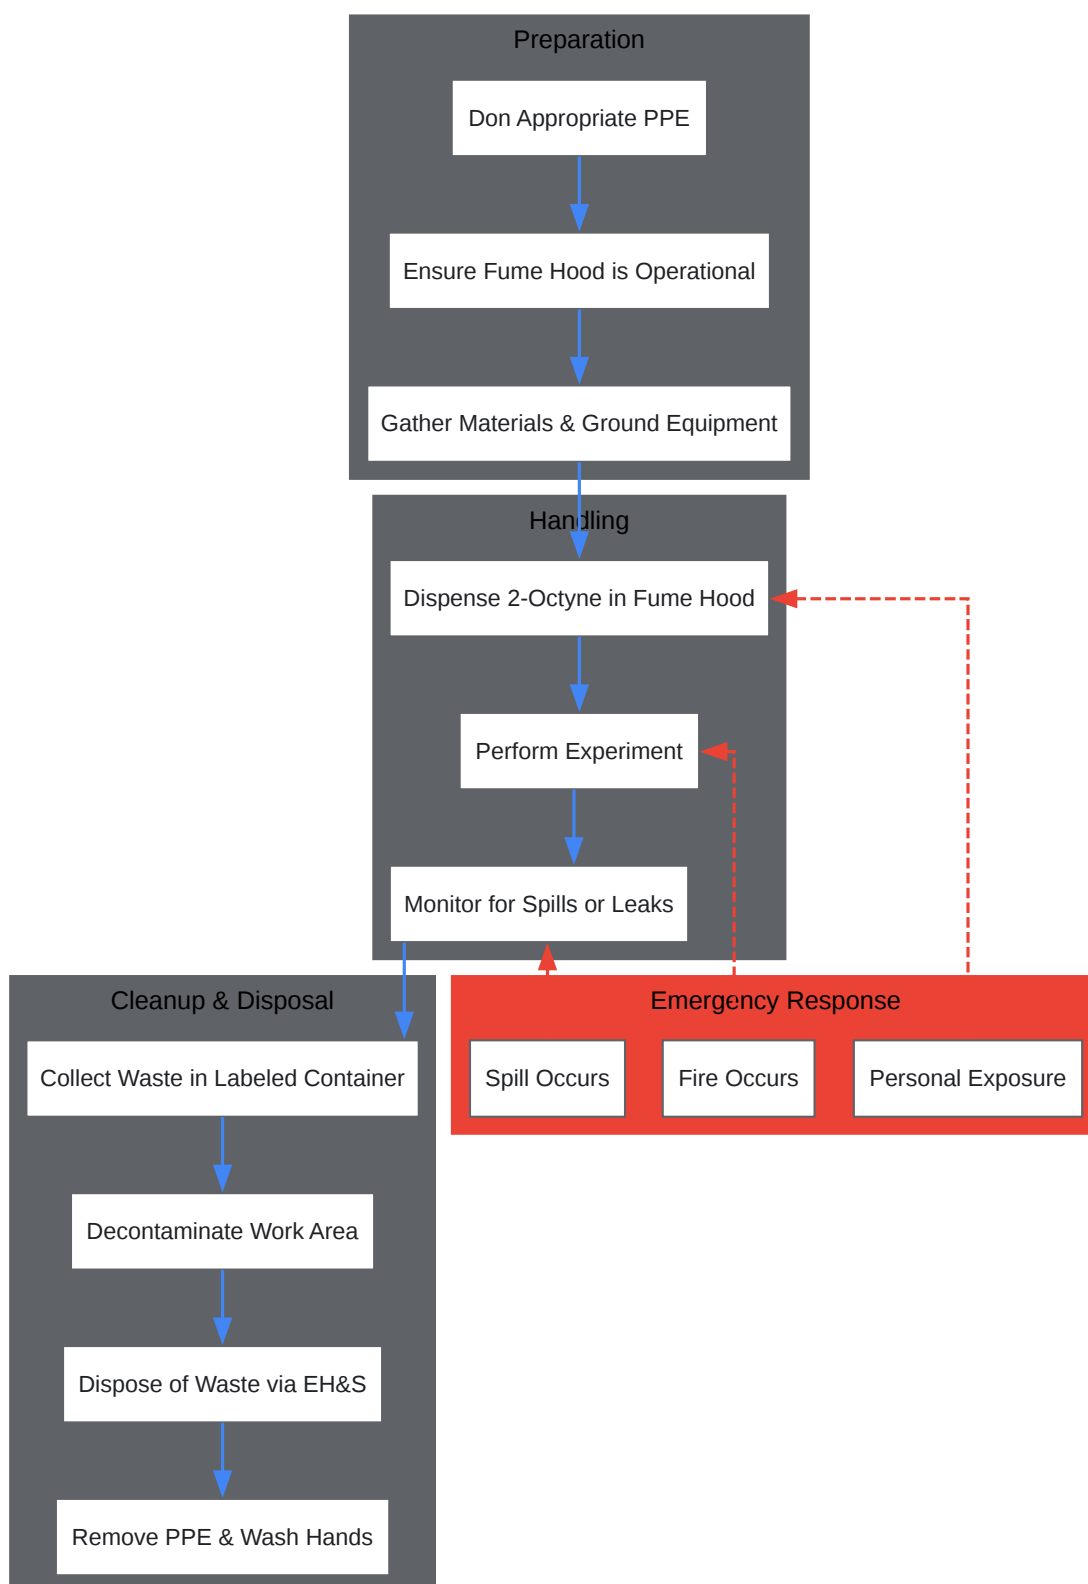 Preparation
Don Appropriate PPE
Ensure Fume Hood is Operational
Gather Materials & Ground Equipment
Handling
Dispense 2-Octyne in Fume Hood
Perform Experiment
Monitor for Spills or Leaks
Cleanup & Disposal
Collect Waste in Labeled Container
Decontaminate Work Area
Dispose of Waste via EH&S
Remove PPE & Wash Hands
Emergency Response
Spill Occurs
Fire Occurs
Personal Exposure